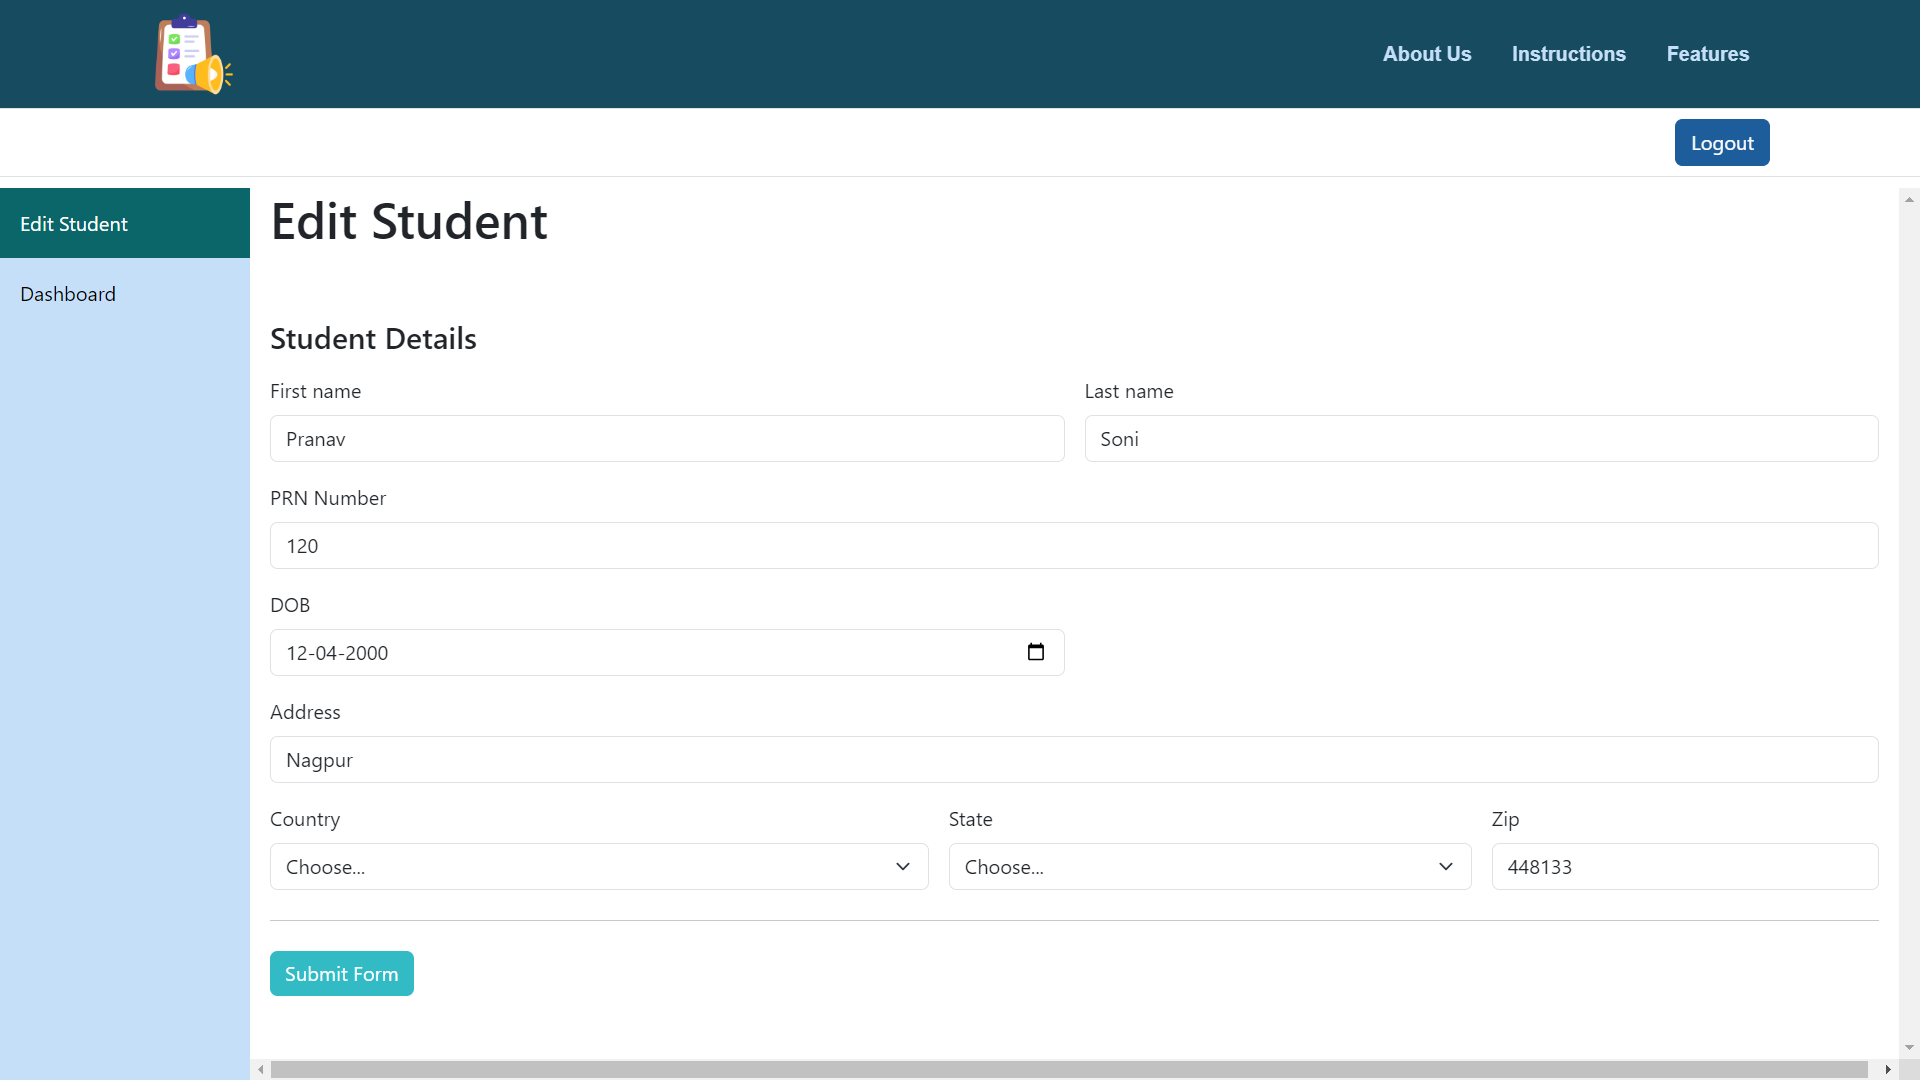 About Us Instructions Features
Logout
Edit Student
Dashboard
Edit Student
Student Details
First name Last name
Pranav Soni
PRN Number
120
DOB
12-04-2000
Address
Nagpur
Country State Zip
Choose... Choose... 448133
Submit Form